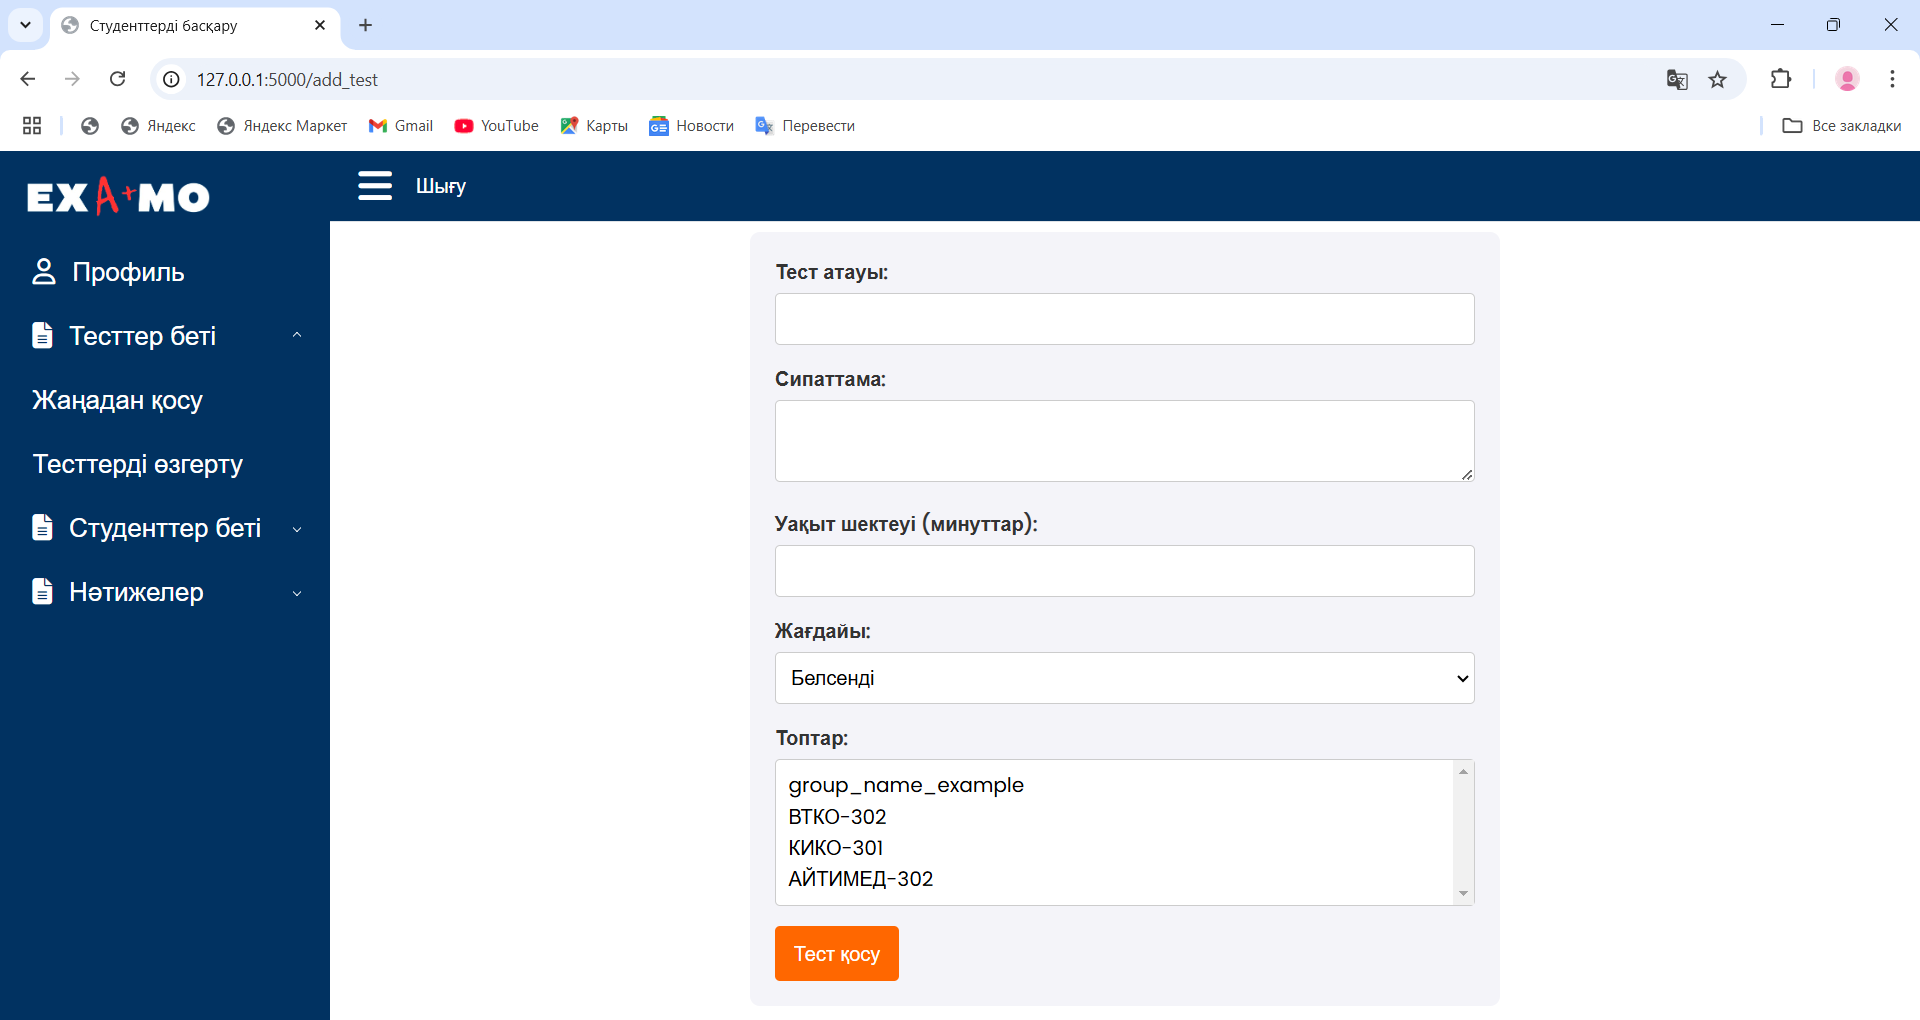 Студенттерді басқару
127.0.0.1:5000/add_test
Яндекс
Яндекс Маркет
Gmail
YouTube
Карты
Новости
Перевести
Все закладки
EXA+MO
Шығу
Профиль
Тесттер беті
Жаңадан қосу
Тесттерді өзгерту
Студенттер беті
Нәтижелер
Тест атауы:
Сипаттама:
Уақыт шектеуі (минуттар):
Жағдайы:
Белсенді
Топтар:
group_name_example
ВТКО-302
КИКО-301
АЙТИМЕД-302
Тест қосу